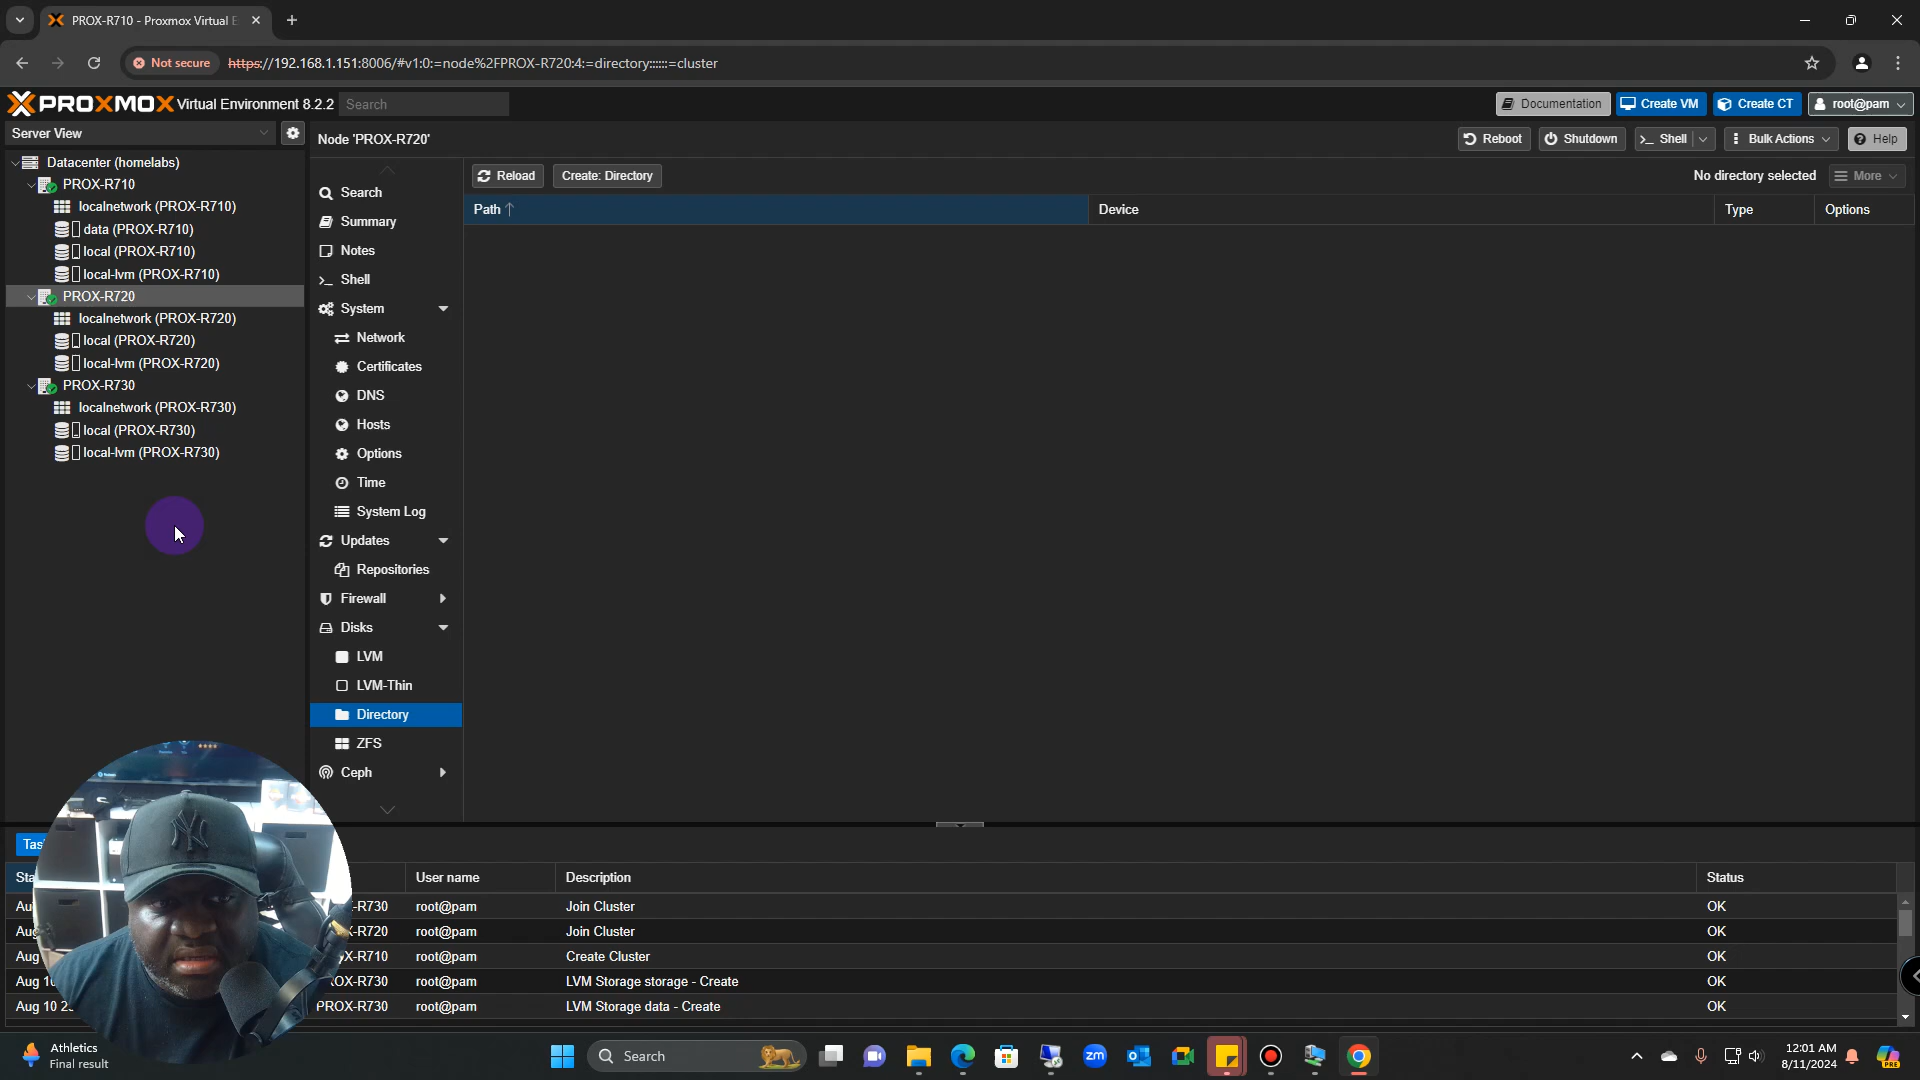 PROX-R710 - Proxmox Virtual E
Not secure
https://192.168.1.151:8006/#v1:0:=node%2FPROX-R720:4:=directory::::::=cluster
PROXMOX Virtual Environment 8.2.2
Search
Documentation
Create VM
Create CT
root@pam
Server View
Node 'PROX-R720'
Reboot
Shutdown
Shell
Bulk Actions
Help
Datacenter (homelabs)
PROX-R710
localnetwork (PROX-R710)
data (PROX-R710)
local (PROX-R710)
local-lvm (PROX-R710)
PROX-R720
localnetwork (PROX-R720)
local (PROX-R720)
local-lvm (PROX-R720)
PROX-R730
localnetwork (PROX-R730)
local (PROX-R730)
local-lvm (PROX-R730)
Search
Summary
Notes
Shell
System
Network
Certificates
DNS
Hosts
Options
Time
System Log
Updates
Repositories
Firewall
Disks
LVM
LVM-Thin
Directory
ZFS
Ceph
Reload
Create: Directory
No directory selected
More
Path
Device
Type
Options
User name
Description
Status
-R730 root@pam Join Cluster OK
-R720 root@pam Join Cluster OK
X-R710 root@pam Create Cluster OK
Aug 10 ROX-R730 root@pam LVM Storage storage - Create OK
Aug 10 PROX-R730 root@pam LVM Storage data - Create OK
Athletics
Final result
Search
zm
PRE
12:01 AM
8/11/2024